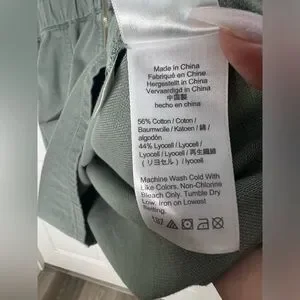 Made in China
Fabriqué en Chine
Hergestellt in China
Vervaardigd in China
中国製
hecho en china
56% Cotton / Coton /
Baumwolle / Katoen / 綿 /
algodón
44% Lyocell / Lyocell /
Lyocell / Lyocell / 再生繊維
(リヨセル) / Lyocell
Machine Wash Cold With
Like Colors, Non-Chlorine
Bleach Only. Tumble Dry
Low, Iron on Lowest
Setting.